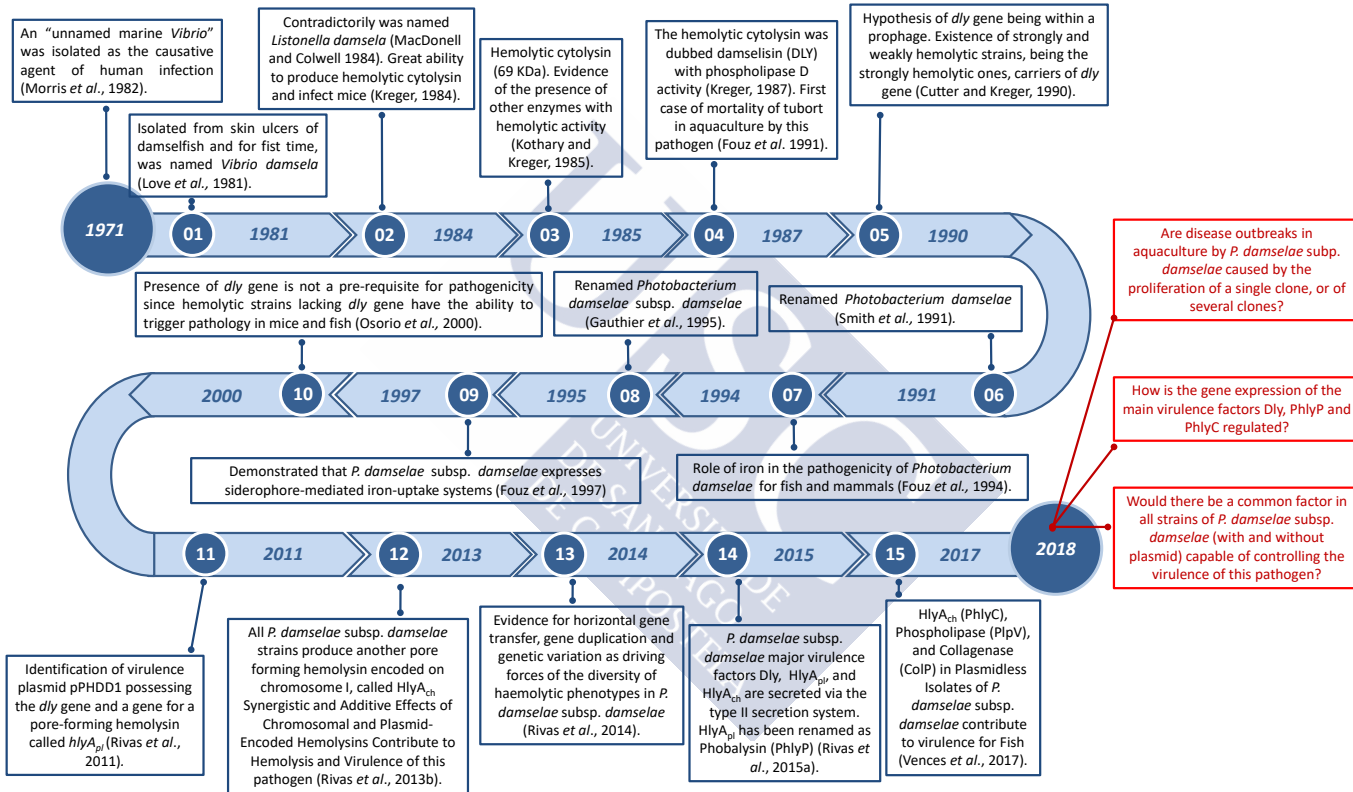 An “unnamed marine Vibrio”
was isolated as the causative
agent of human infection
(Morris et al., 1982).
Isolated from skin ulcers of
damselfish and for fist time,
was named Vibrio damsela
(Love et al., 1981).
Contradictorily was named
Listonella damsela (MacDonell
and Colwell 1984). Great ability
to produce hemolytic cytolysin
and infect mice (Kreger, 1984).
Hemolytic cytolysin
(69 KDa). Evidence
of the presence of
other enzymes with
hemolytic activity
(Kothary and
Kreger, 1985).
The hemolytic cytolysin was
dubbed damselisin (DLY)
with phospholipase D
activity (Kreger, 1987). First
case of mortality of tubort
in aquaculture by this
pathogen (Fouz et al. 1991).
Hypothesis of dly gene being within a
prophage. Existence of strongly and
weakly hemolytic strains, being the
strongly hemolytic ones, carriers of dly
gene (Cutter and Kreger, 1990).
1971
01 1981
02 1984
03 1985
04 1987
05 1990
Presence of dly gene is not a pre-requisite for pathogenicity
since hemolytic strains lacking dly gene have the ability to
trigger pathology in mice and fish (Osorio et al., 2000).
Renamed Photobacterium
damselae subsp. damselae
(Gauthier et al., 1995).
Renamed Photobacterium damselae
(Smith et al., 1991).
2000 10
1997 09
1995 08
1994 07
1991 06
Demonstrated that P. damselae subsp. damselae expresses
siderophore-mediated iron-uptake systems (Fouz et al., 1997)
Role of iron in the pathogenicity of Photobacterium
damselae for fish and mammals (Fouz et al., 1994).
11 2011
12 2013
13 2014
14 2015
15 2017
2018
Identification of virulence
plasmid pPHDD1 possessing
the dly gene and a gene for a
pore-forming hemolysin
called hlyApl (Rivas et al.,
2011).
All P. damselae subsp. damselae
strains produce another pore
forming hemolysin encoded on
chromosome I, called HlyAch
Synergistic and Additive Effects of
Chromosomal and Plasmid-
Encoded Hemolysins Contribute to
Hemolysis and Virulence of this
pathogen (Rivas et al., 2013b).
Evidence for horizontal gene
transfer, gene duplication and
genetic variation as driving
forces of the diversity of
haemolytic phenotypes in P.
damselae subsp. damselae
(Rivas et al., 2014).
P. damselae subsp.
damselae major virulence
factors Dly, HlyApl, and
HlyAch are secreted via the
type II secretion system.
HlyApl has been renamed as
Phobalysin (PhlyP) (Rivas et
al., 2015a).
HlyAch (PhlyC),
Phospholipase (PlpV),
and Collagenase
(ColP) in Plasmidless
Isolates of P.
damselae subsp.
damselae contribute
to virulence for Fish
(Vences et al., 2017).
Are disease outbreaks in
aquaculture by P. damselae subsp.
damselae caused by the
proliferation of a single clone, or of
several clones?
How is the gene expression of the
main virulence factors Dly, PhlyP and
PhlyC regulated?
Would there be a common factor in
all strains of P. damselae subsp.
damselae (with and without
plasmid) capable of controlling the
virulence of this pathogen?
USC
UNIVERSIDADE
DE SANTIAGO
DE COMPOSTELA